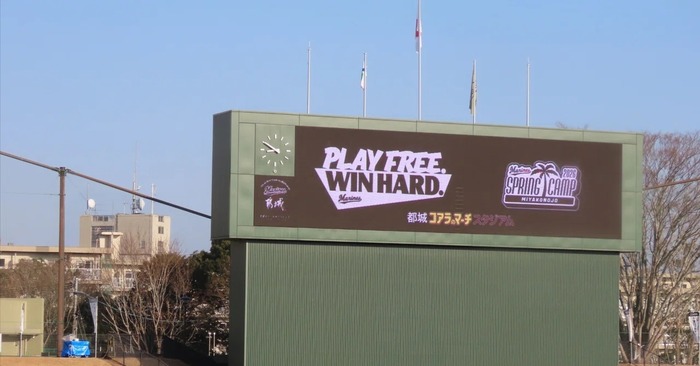 PLAY FREE.
WIN HARD.
Marines
都城 コアラのマーチ スタジアム
Marines 2026
SPRING CAMP
MIYAKONOJO
都城